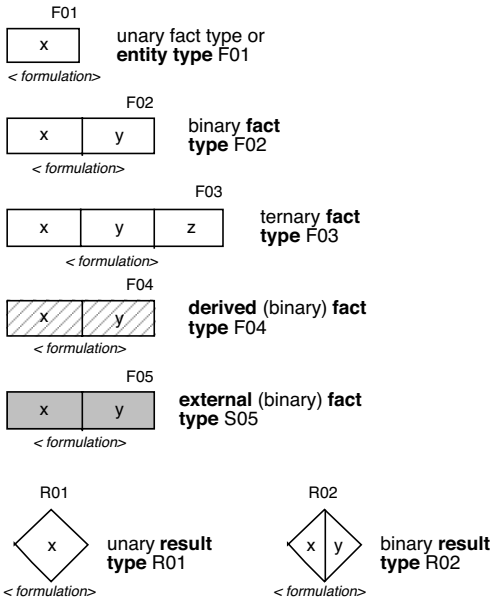 F01
x
unary fact type or
entity type F01
< formulation>
F02
x y
binary fact
type F02
< formulation>
F03
x y z
ternary fact
type F03
< formulation>
F04
x y
derived (binary) fact
type F04
< formulation>
F05
x y
external (binary) fact
type S05
< formulation>
R01
x
unary result
type R01
< formulation>
R02
x y
binary result
type R02
< formulation>